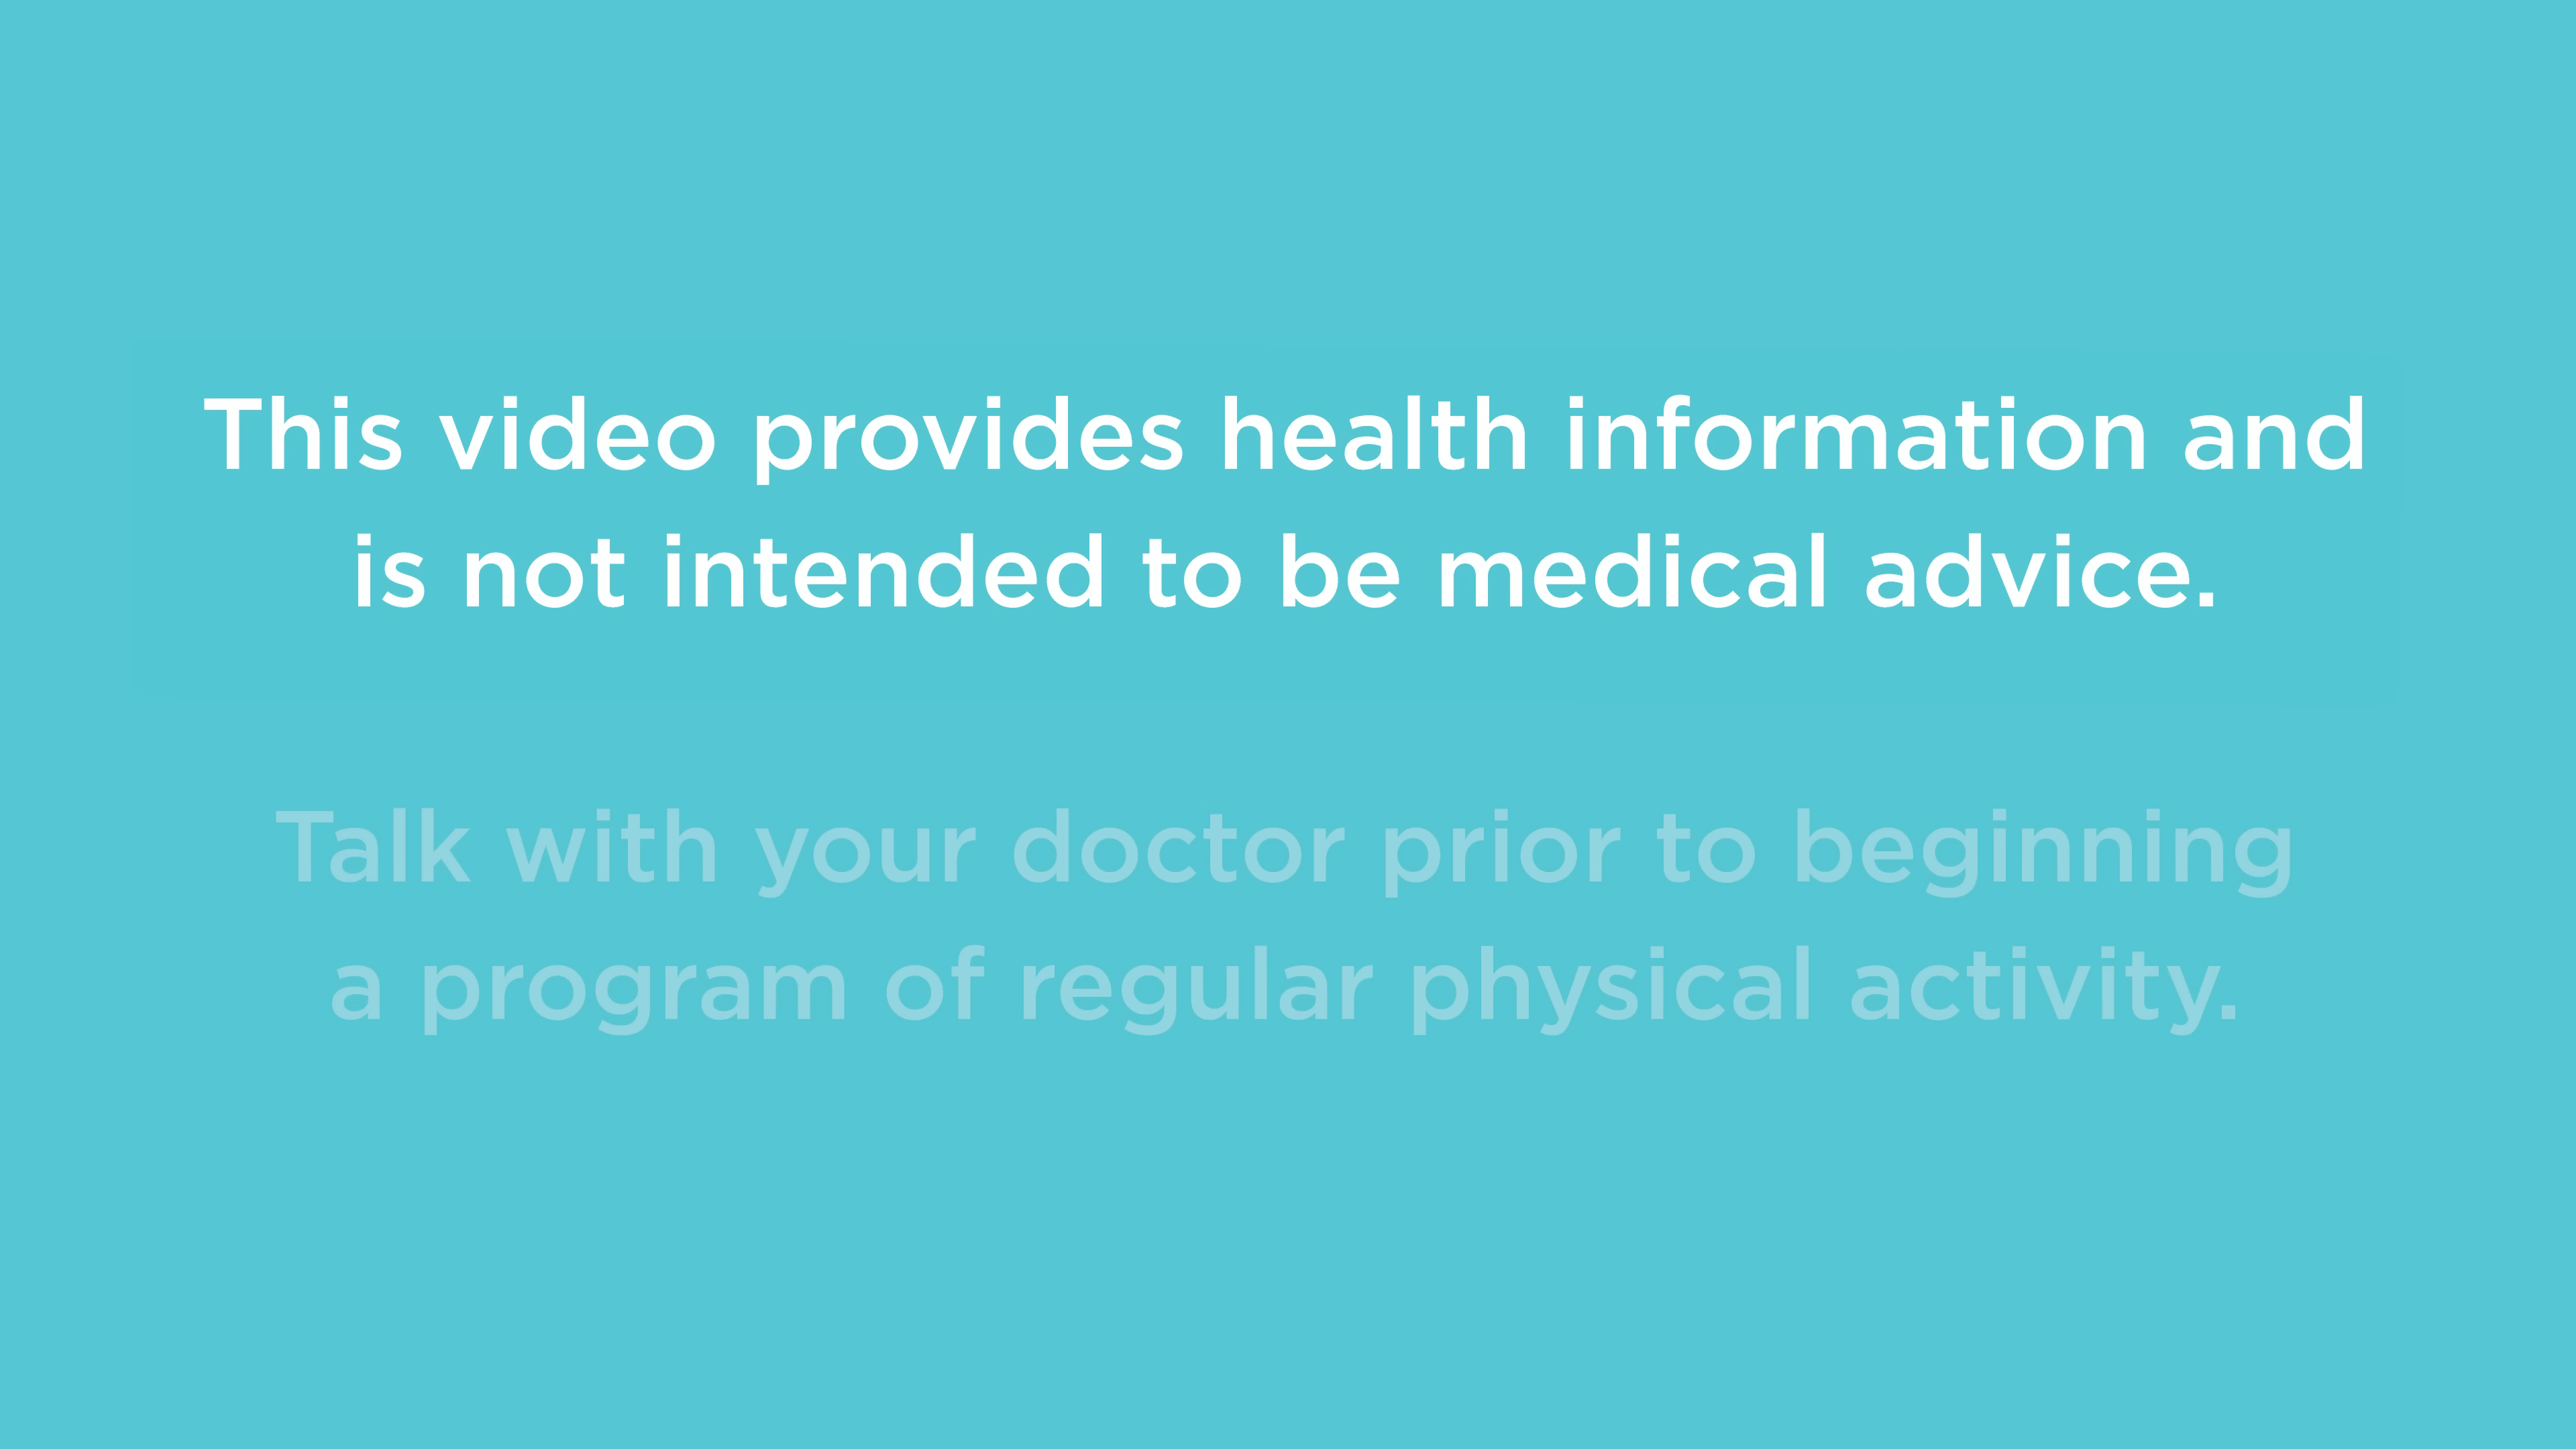 This video provides health information and
is not intended to be medical advice.
Talk with your doctor prior to beginning
a program of regular physical activity.